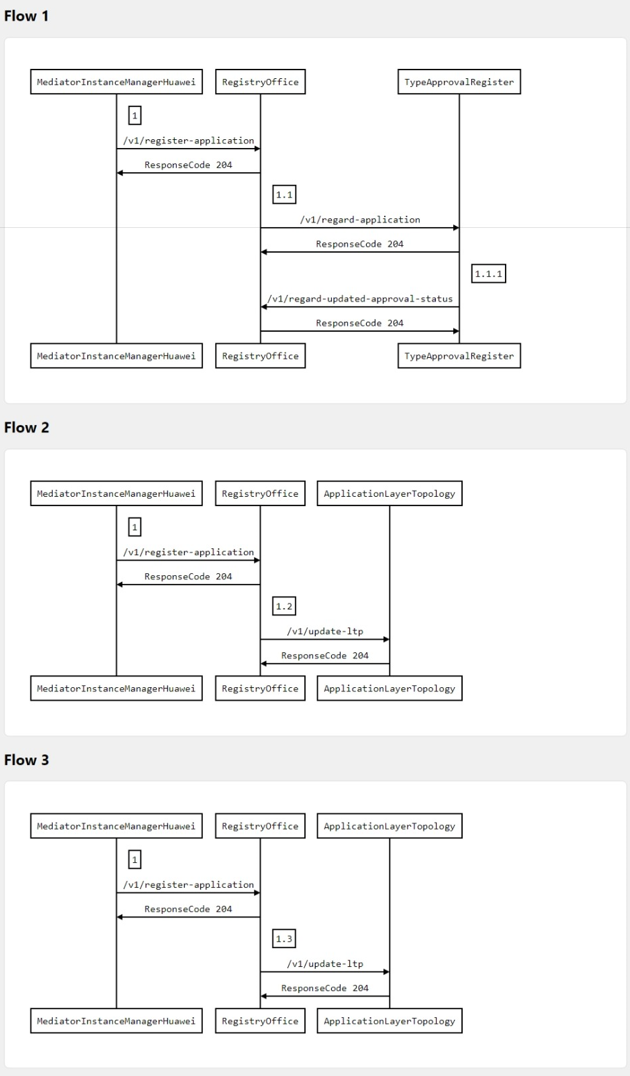 Flow 1
MediatorInstanceManagerHuawei RegistryOffice TypeApprovalRegister
1
/v1/register-application
ResponseCode 204
1.1
/v1/regard-application
ResponseCode 204
1.1.1
/v1/regard-updated-approval-status
ResponseCode 204
MediatorInstanceManagerHuawei RegistryOffice TypeApprovalRegister
Flow 2
MediatorInstanceManagerHuawei RegistryOffice ApplicationLayerTopology
1
/v1/register-application
ResponseCode 204
1.2
/v1/update-ltp
ResponseCode 204
MediatorInstanceManagerHuawei RegistryOffice ApplicationLayerTopology
Flow 3
MediatorInstanceManagerHuawei RegistryOffice ApplicationLayerTopology
1
/v1/register-application
ResponseCode 204
1.3
/v1/update-ltp
ResponseCode 204
MediatorInstanceManagerHuawei RegistryOffice ApplicationLayerTopology